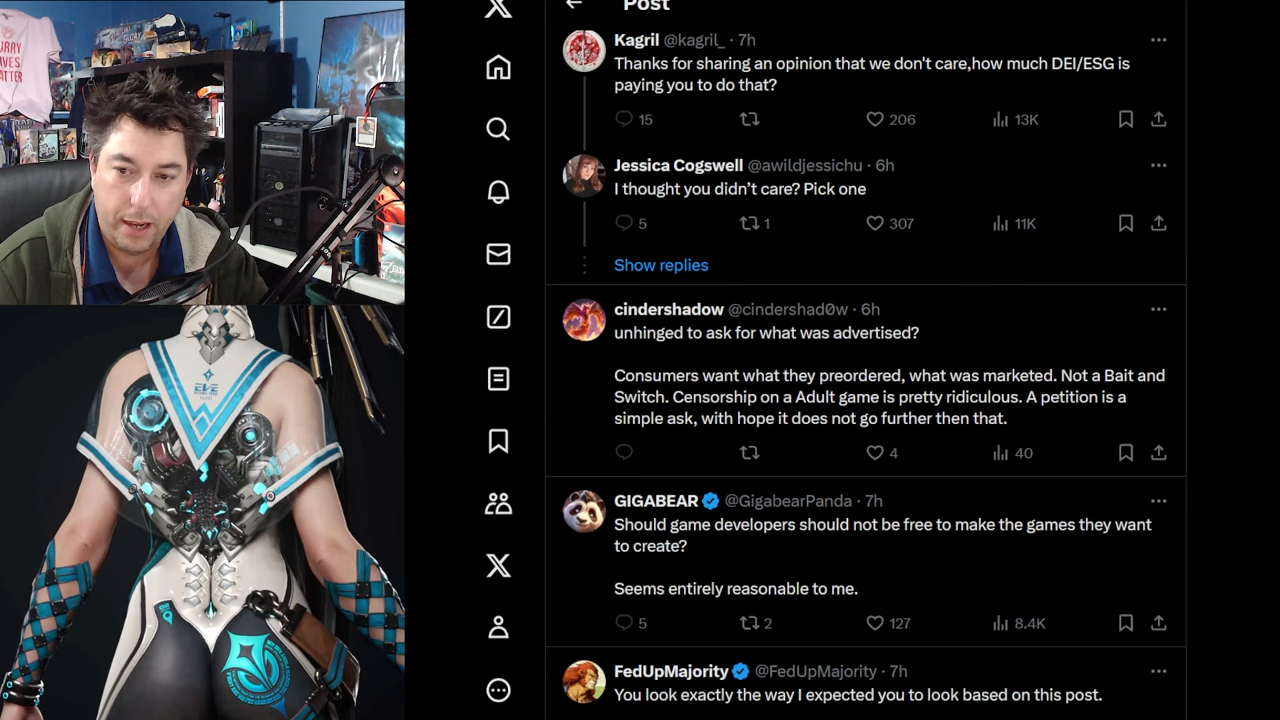 URRY
AVES
ATTER
GLORY
EVE
Post
Kagril @kagril_ · 7h
Thanks for sharing an opinion that we don't care,how much DEI/ESG is
paying you to do that?
15 206 13K
Jessica Cogswell @awildjessichu · 6h
I thought you didn't care? Pick one
5 1 307 11K
Show replies
cindershadow @cindershad0w · 6h
unhinged to ask for what was advertised?
Consumers want what they preordered, what was marketed. Not a Bait and
Switch. Censorship on a Adult game is pretty ridiculous. A petition is a
simple ask, with hope it does not go further then that.
4 40
GIGABEAR @GigabearPanda · 7h
Should game developers should not be free to make the games they want
to create?
Seems entirely reasonable to me.
5 2 127 8.4K
FedUpMajority @FedUpMajority · 7h
You look exactly the way I expected you to look based on this post.